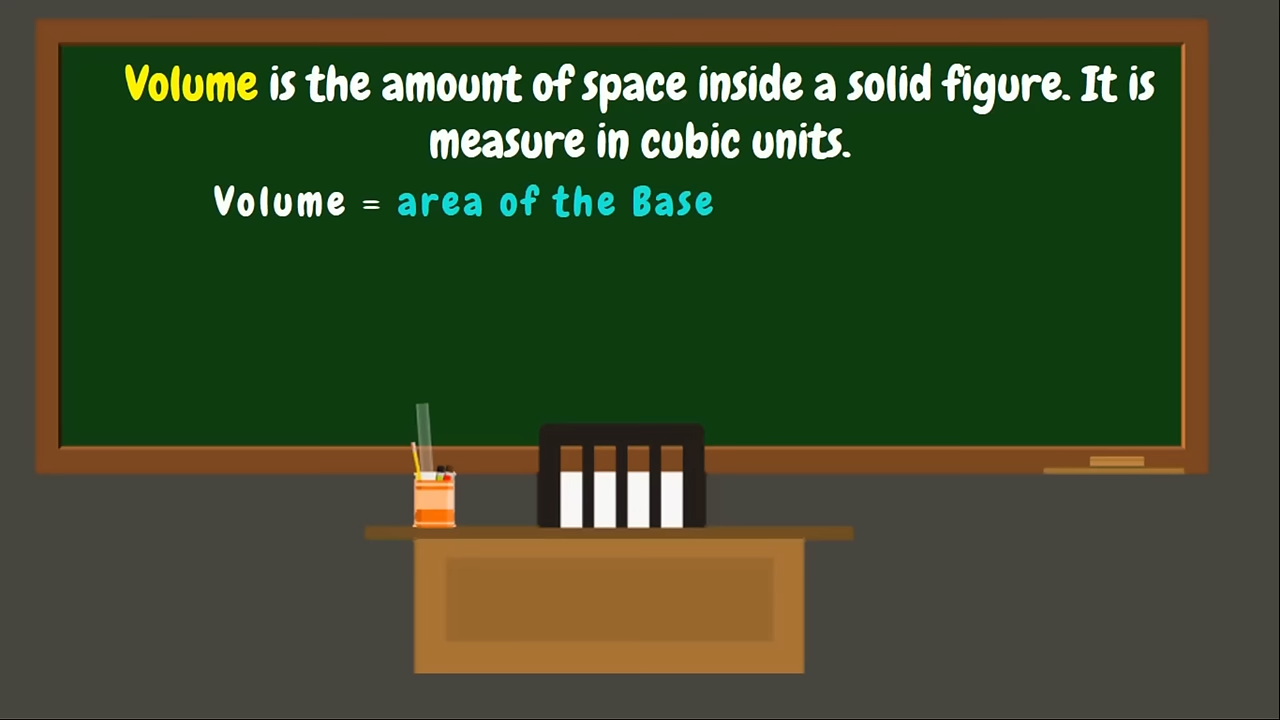 Volume is the amount of space inside a solid figure. It is
measure in cubic units.
Volume = area of the Base